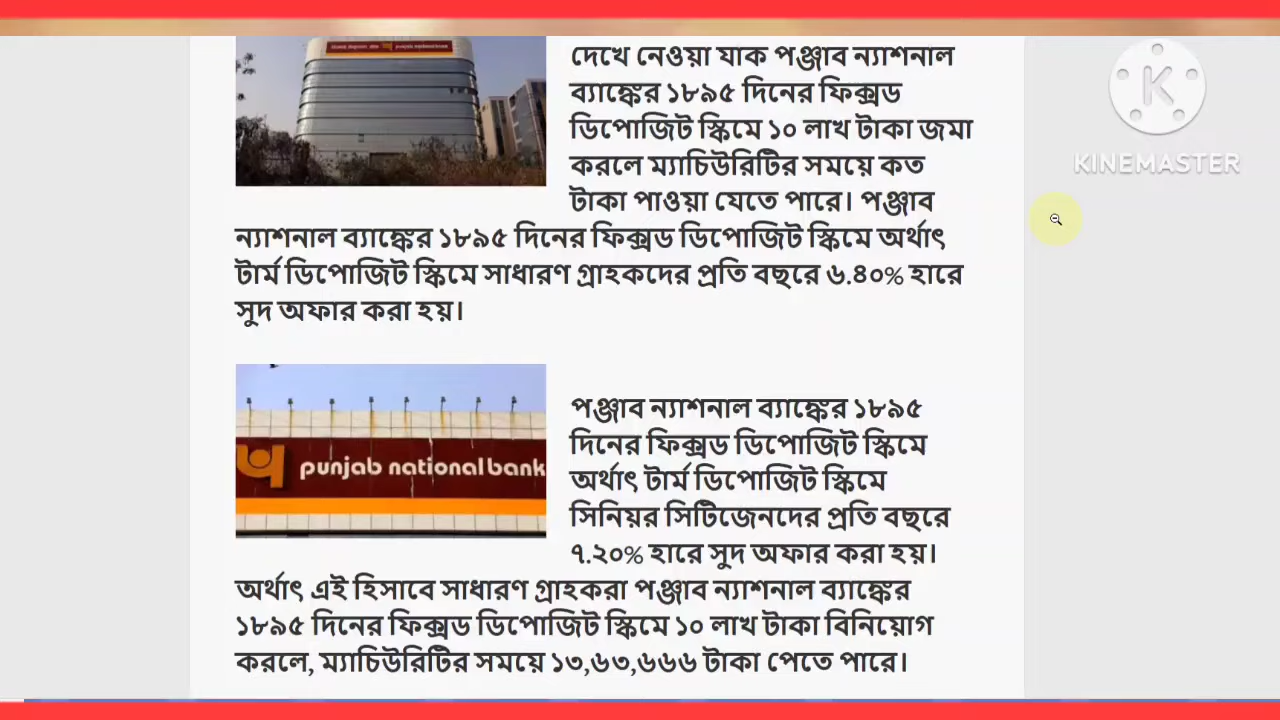 punjab national bank
দেখে নেওয়া যাক পঞ্জাব ন্যাশনাল
ব্যাঙ্কের ১৮৯৫ দিনের ফিক্সড
ডিপোজিট স্কিমে ১০ লাখ টাকা জমা
করলে ম্যাচিউরিটির সময়ে কত
টাকা পাওয়া যেতে পারে। পঞ্জাব
ন্যাশনাল ব্যাঙ্কের ১৮৯৫ দিনের ফিক্সড ডিপোজিট স্কিমে অর্থাৎ
টার্ম ডিপোজিট স্কিমে সাধারণ গ্রাহকদের প্রতি বছরে ৬.৪০% হারে
সুদ অফার করা হয়।
K
KINEMASTER
punjab national bank
পঞ্জাব ন্যাশনাল ব্যাঙ্কের ১৮৯৫
দিনের ফিক্সড ডিপোজিট স্কিমে
অর্থাৎ টার্ম ডিপোজিট স্কিমে
সিনিয়র সিটিজেনদের প্রতি বছরে
৭.২০% হারে সুদ অফার করা হয়।
অর্থাৎ এই হিসাবে সাধারণ গ্রাহকরা পঞ্জাব ন্যাশনাল ব্যাঙ্কের
১৮৯৫ দিনের ফিক্সড ডিপোজিট স্কিমে ১০ লাখ টাকা বিনিয়োগ
করলে, ম্যাচিউরিটির সময়ে ১৩,৬৩,৬৬৬ টাকা পেতে পারে।